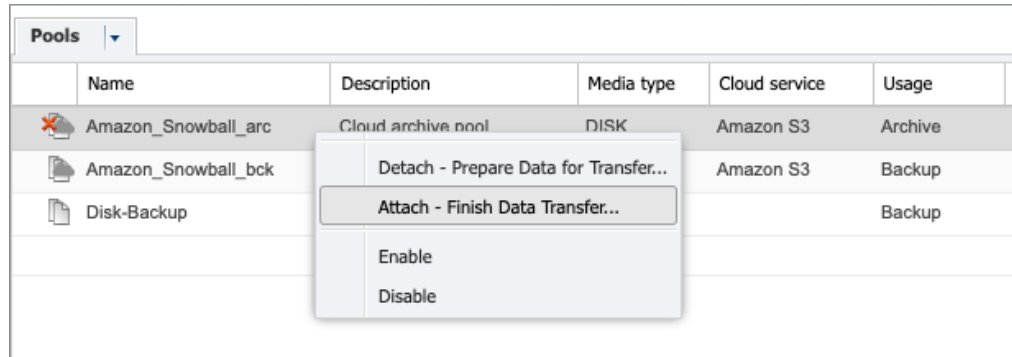 Pools
Name Description Media type Cloud service Usage
Amazon_Snowball_arc Cloud archive pool DISK Amazon S3 Archive
Detach - Prepare Data for Transfer...
Amazon_Snowball_bck Amazon S3 Backup
Attach - Finish Data Transfer...
Disk-Backup Backup
Enable
Disable